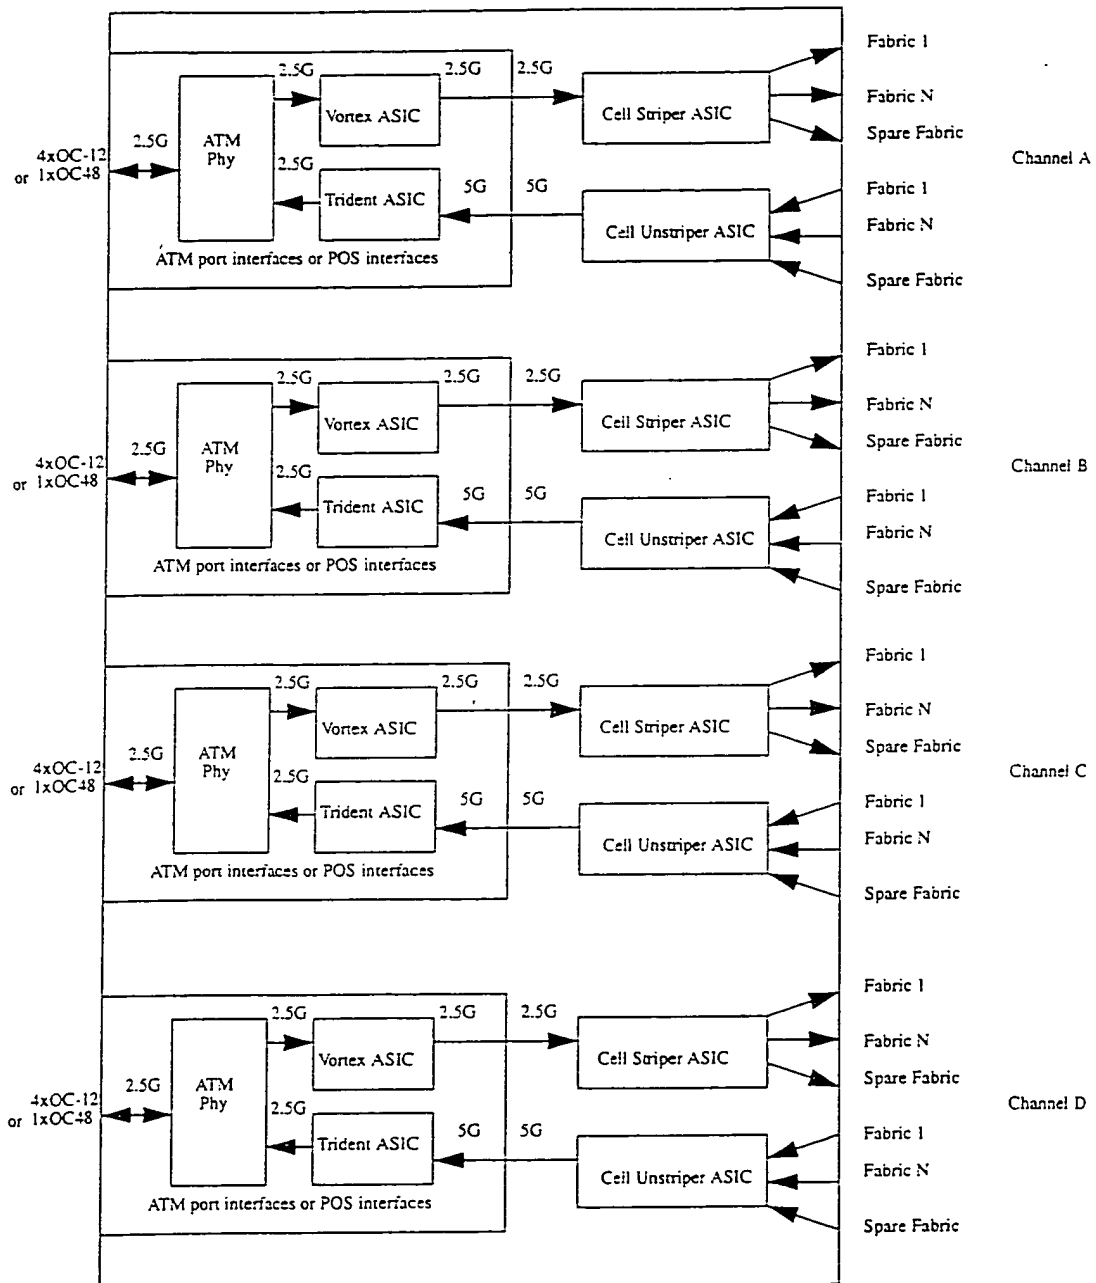 Fabric 1
2.5G 2.5G 2.5G
Fabric N
Vortex ASIC
Cell Striper ASIC
ATM
Phy
2.5G
Spare Fabric
4xOC-12
or 1xOC48
2.5G
Channel A
5G 5G
Fabric 1
Trident ASIC
Fabric N
Cell Unstriper ASIC
ATM port interfaces or POS interfaces
Spare Fabric
Fabric 1
2.5G 2.5G 2.5G
Fabric N
Vortex ASIC
Cell Striper ASIC
ATM
Phy
2.5G
Spare Fabric
4xOC-12
or 1xOC48
2.5G
Channel B
5G 5G
Fabric 1
Trident ASIC
Fabric N
Cell Unstriper ASIC
ATM port interfaces or POS interfaces
Spare Fabric
Fabric 1
2.5G 2.5G 2.5G
Fabric N
Vortex ASIC
Cell Striper ASIC
ATM
Phy
2.5G
Spare Fabric
4xOC-12
or 1xOC48
2.5G
Channel C
5G 5G
Fabric 1
Trident ASIC
Fabric N
Cell Unstriper ASIC
ATM port interfaces or POS interfaces
Spare Fabric
Fabric 1
2.5G 2.5G 2.5G
Fabric N
Vortex ASIC
Cell Striper ASIC
ATM
Phy
2.5G
Spare Fabric
4xOC-12
or 1xOC48
2.5G
Channel D
5G 5G
Fabric 1
Trident ASIC
Fabric N
Cell Unstriper ASIC
ATM port interfaces or POS interfaces
Spare Fabric